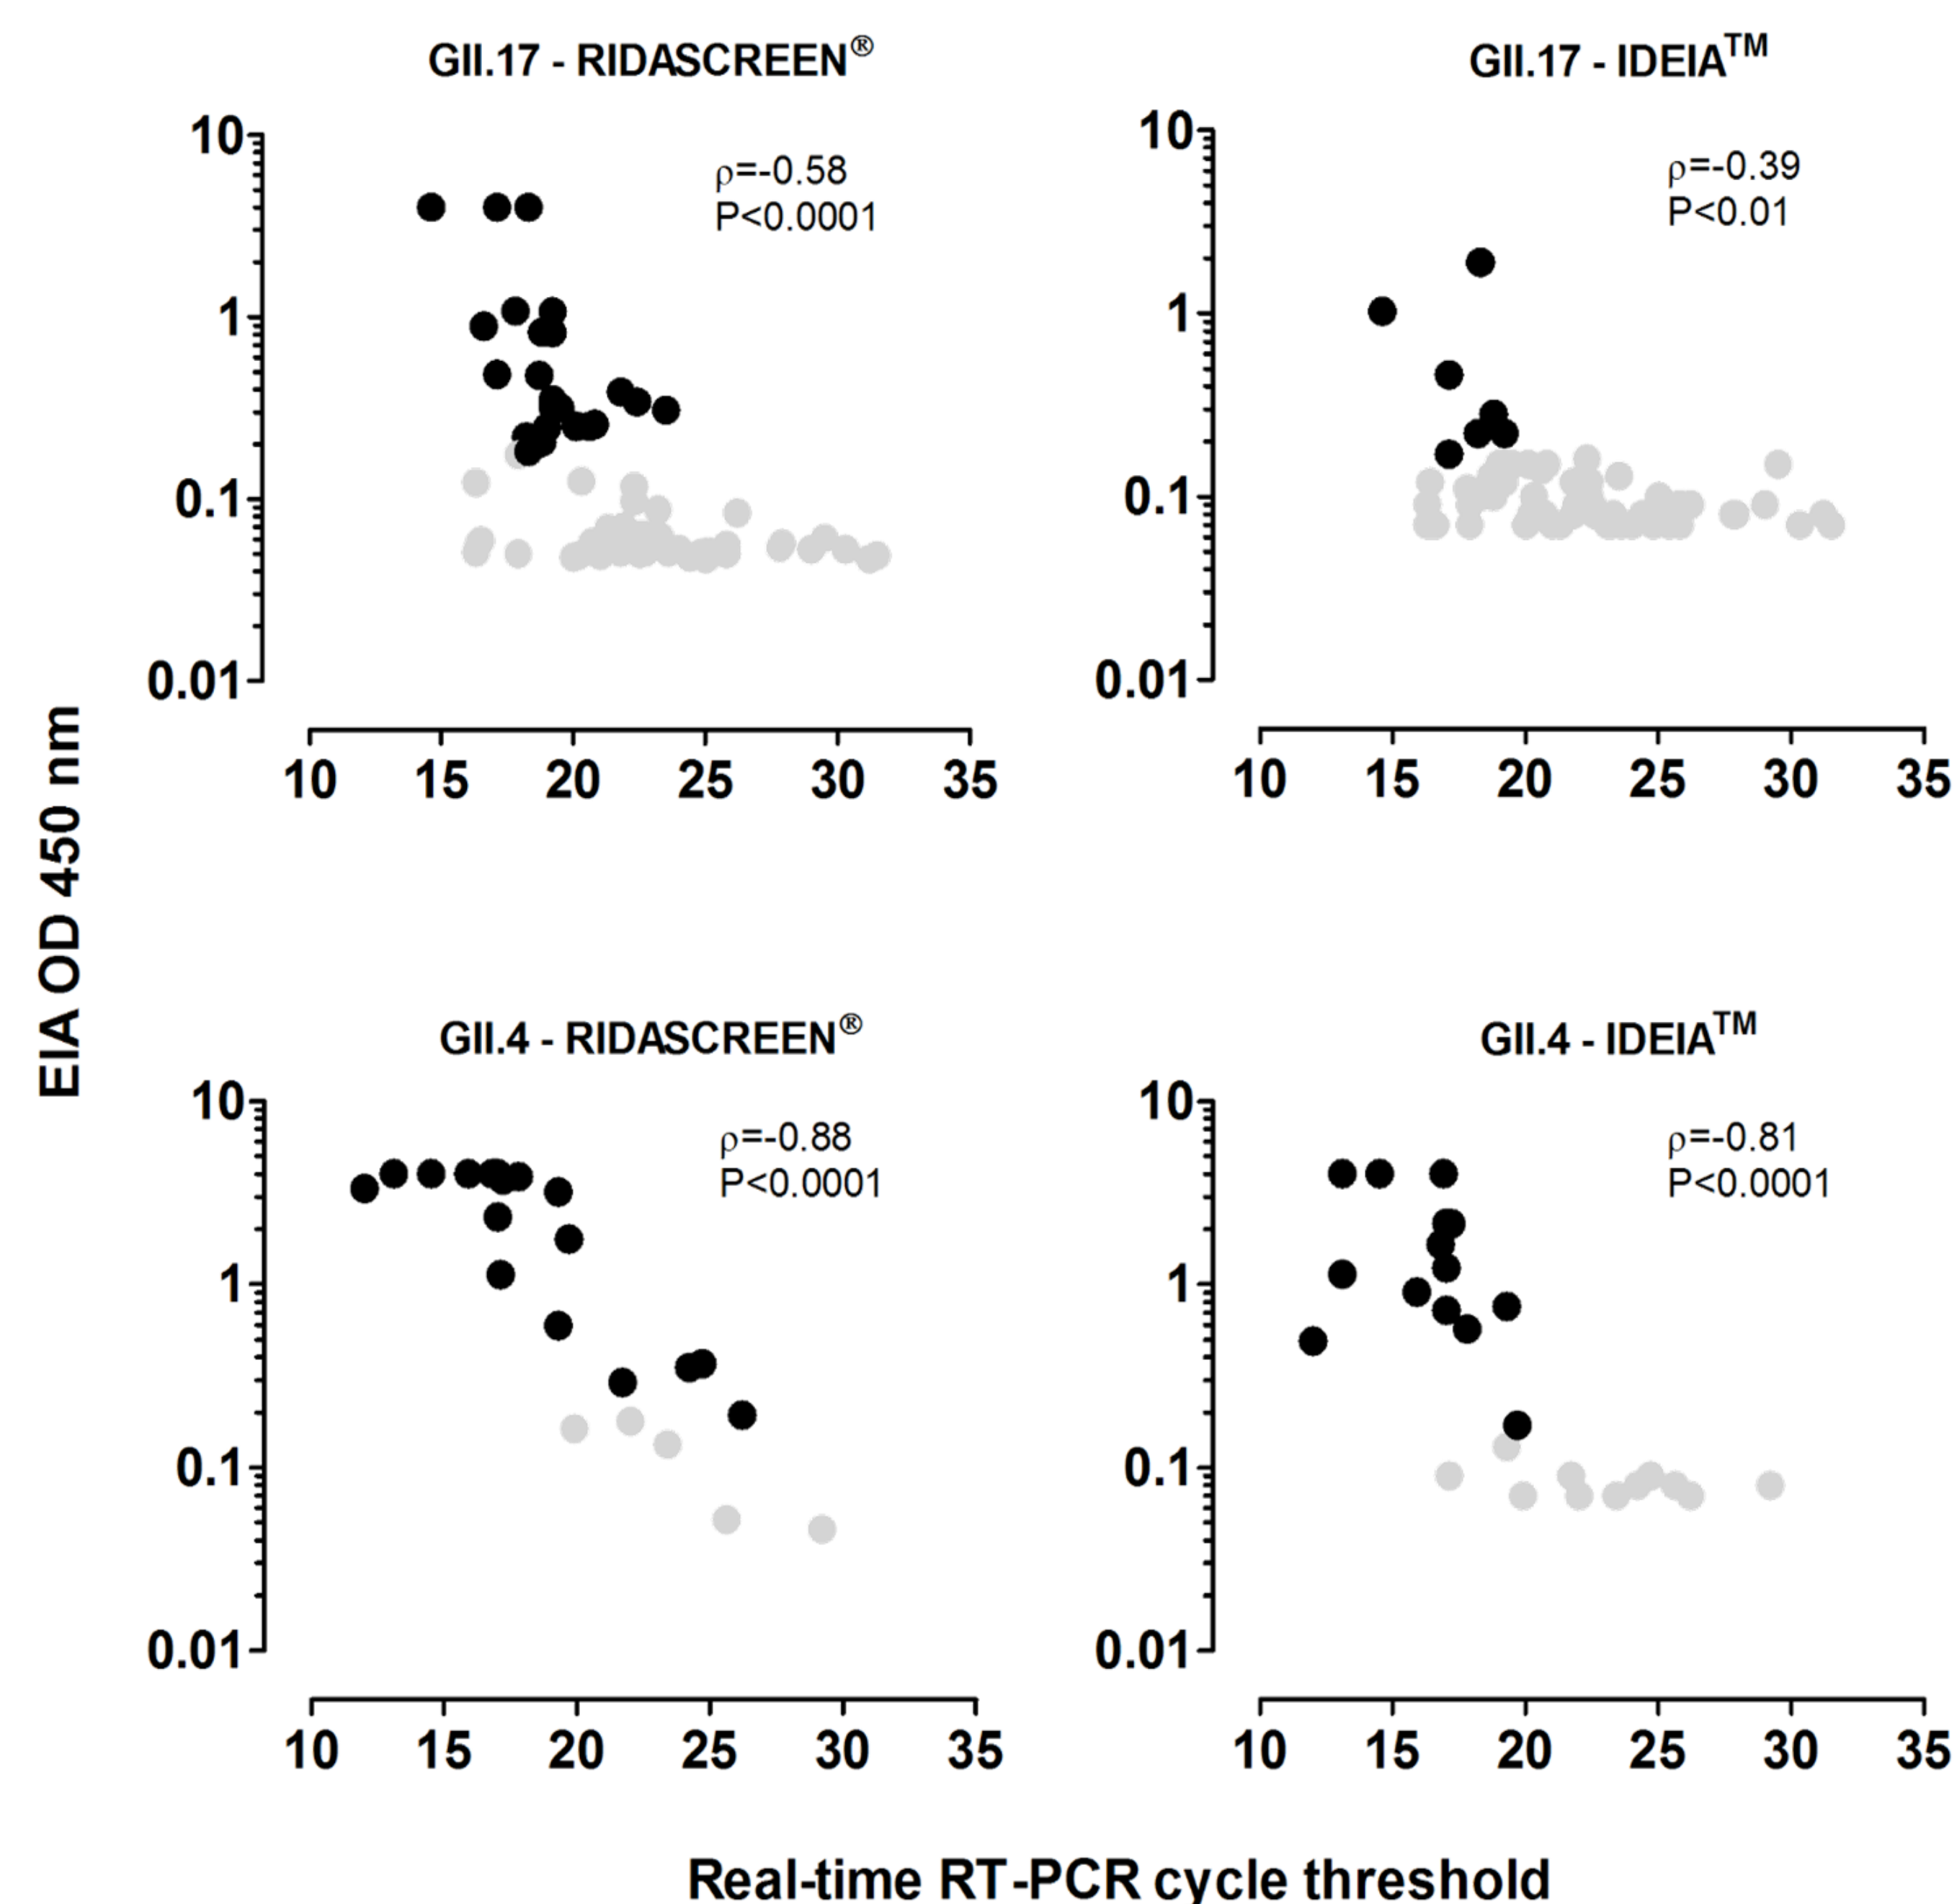 GII.17 - RIDASCREEN®
ρ=-0.58
P<0.0001
10
1
0.1
0.01
10 15 20 25 30 35
GII.17 - IDEIA™
ρ=-0.39
P<0.01
10
1
0.1
0.01
10 15 20 25 30 35
EIA OD 450 nm
GII.4 - RIDASCREEN®
ρ=-0.88
P<0.0001
10
1
0.1
0.01
10 15 20 25 30 35
GII.4 - IDEIA™
ρ=-0.81
P<0.0001
10
1
0.1
0.01
10 15 20 25 30 35
Real-time RT-PCR cycle threshold